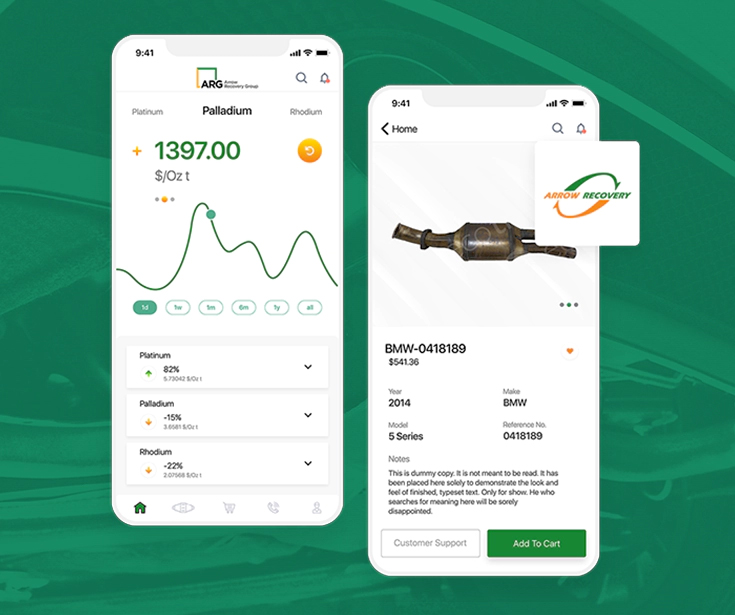 9:41
ARG Arrow
Recovery Group
Platinum Palladium Rhodium
+ 1397.00
$/Oz t
1d 1w 1m 6m 1y all
Platinum
82%
5.73042 $/Oz t
Palladium
-15%
3.6581 $/Oz t
Rhodium
-22%
2.07568 $/Oz t
9:41
Home
ARROW RECOVERY
BMW-0418189
$541.36
Year Make
2014 BMW
Model Reference No.
5 Series 0418189
Notes
This is dummy copy. It is not meant to be read. It has
been placed here solely to demonstrate the look and
feel of finished, typeset text. Only for show. He who
searches for meaning here will be sorely
disappointed.
Customer Support Add To Cart